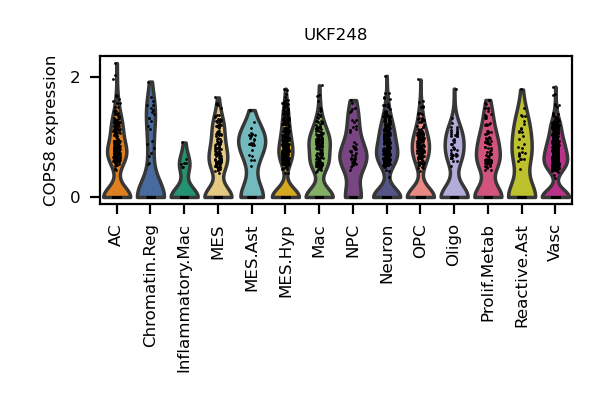 UKF248
COPS8 expression
2
0
AC
Chromatin.Reg
Inflammatory.Mac
MES
MES.Ast
MES.Hyp
Mac
NPC
Neuron
OPC
Oligo
Prolif.Metab
Reactive.Ast
Vasc